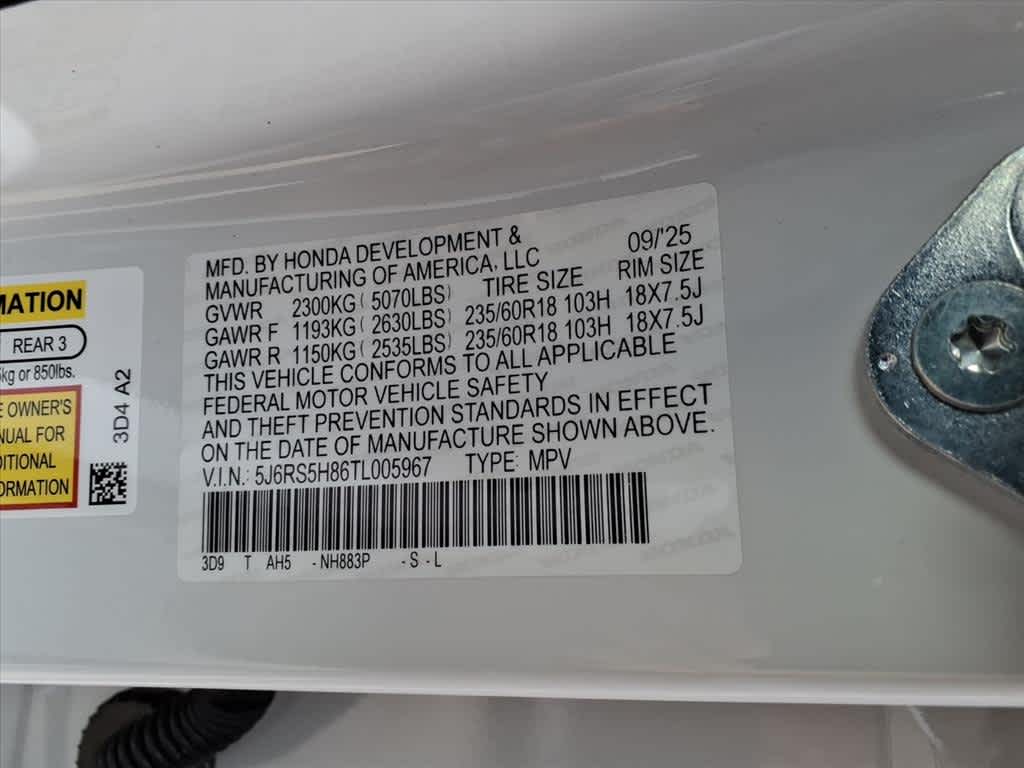 MATION
REAR 3
kg or 850lbs.
E OWNER'S
NUAL FOR
DITIONAL
FORMATION
3D4 A2
MFD. BY HONDA DEVELOPMENT & 09/'25
MANUFACTURING OF AMERICA, LLC
TIRE SIZE RIM SIZE
GVWR 2300KG ( 5070LBS)
GAWR F 1193KG ( 2630LBS) 235/60R18 103H 18X7.5J
GAWR R 1150KG ( 2535LBS) 235/60R18 103H 18X7.5J
THIS VEHICLE CONFORMS TO ALL APPLICABLE
FEDERAL MOTOR VEHICLE SAFETY
AND THEFT PREVENTION STANDARDS IN EFFECT
ON THE DATE OF MANUFACTURE SHOWN ABOVE.
V.I.N.: 5J6RS5H86TL005967 TYPE: MPV
3D9 T AH5 - NH883P - S - L